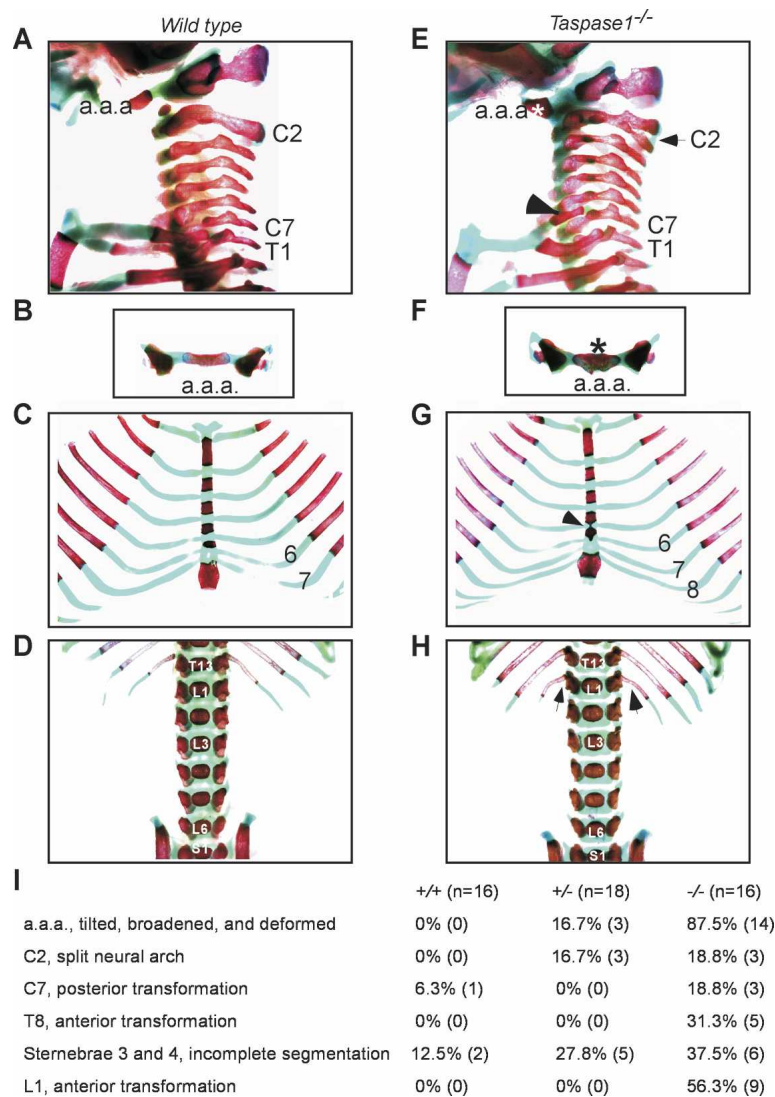 Wild type
Taspase1-/-
A
a.a.a
C2
C7
T1
E
a.a.a*
C2
C7
T1
B
a.a.a.
F
*
a.a.a.
C
6
7
G
6
7
8
D
T13
L1
L3
L6
S1
H
T13
L1
L3
L6
S1
I
+/+ (n=16) +/- (n=18) -/- (n=16)
a.a.a., tilted, broadened, and deformed 0% (0) 16.7% (3) 87.5% (14)
C2, split neural arch 0% (0) 16.7% (3) 18.8% (3)
C7, posterior transformation 6.3% (1) 0% (0) 18.8% (3)
T8, anterior transformation 0% (0) 0% (0) 31.3% (5)
Sternebrae 3 and 4, incomplete segmentation 12.5% (2) 27.8% (5) 37.5% (6)
L1, anterior transformation 0% (0) 0% (0) 56.3% (9)